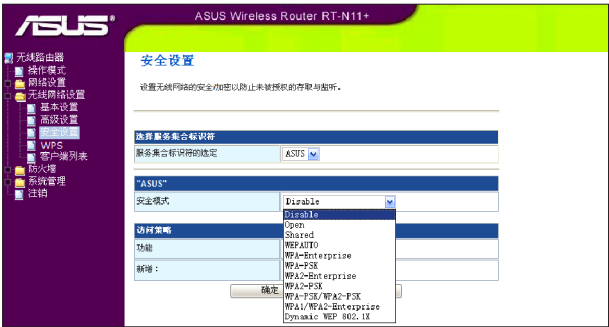 ASUS
ASUS Wireless Router RT-N11+
无线路由器
操作模式
网络设置
无线网络设置
基本设置
高级设置
安全设置
WPS
客户端列表
防火墙
系统管理
注销
安全设置
设置无线网络的安全/加密以防止未被授权的存取与监听。
选择服务集合标识符
服务集合标识符的选定 ASUS
"ASUS"
安全模式 Disable
Disable
Open
Shared
WEPAUTO
WPA-Enterprise
WPA-PSK
WPA2-Enterprise
WPA2-PSK
WPA-PSK/WPA2-PSK
WPA1/WPA2-Enterprise
Dynamic WEP 802.1X
访问策略
功能
新增：
确定